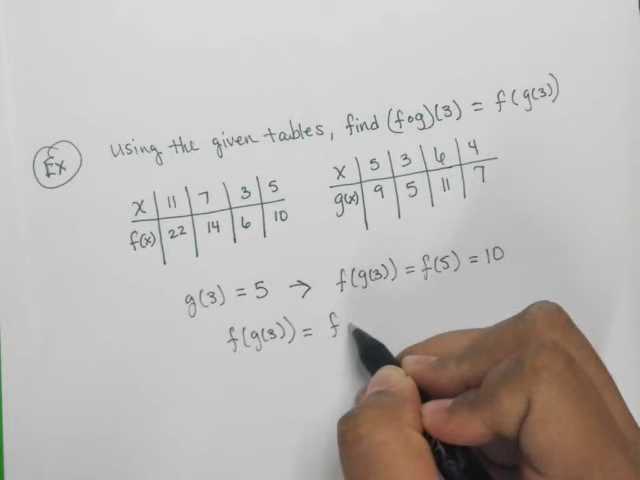 Ex
Using the given tables, find (fog)(3) = f(g(3))
x 11 7 3 5
f(x) 22 14 6 10
x 5 3 6 4
g(x) 9 5 11 7
g(3) = 5 → f(g(3)) = f(5) = 10
f(g(3)) = f